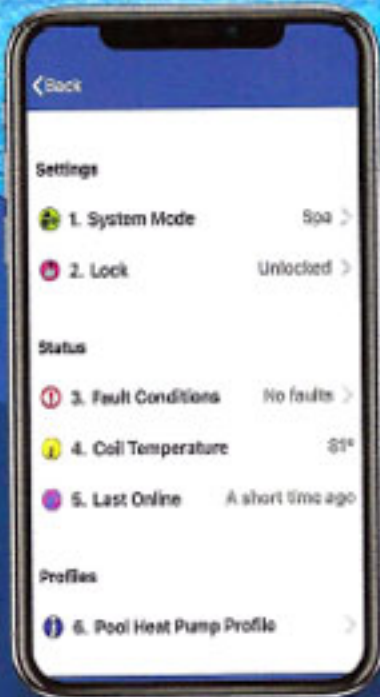 Back
Settings
1. System Mode Spa
2. Lock Unlocked
Status
3. Fault Conditions No faults
4. Coil Temperature 81°
5. Last Online A short time ago
Profiles
6. Pool Heat Pump Profile